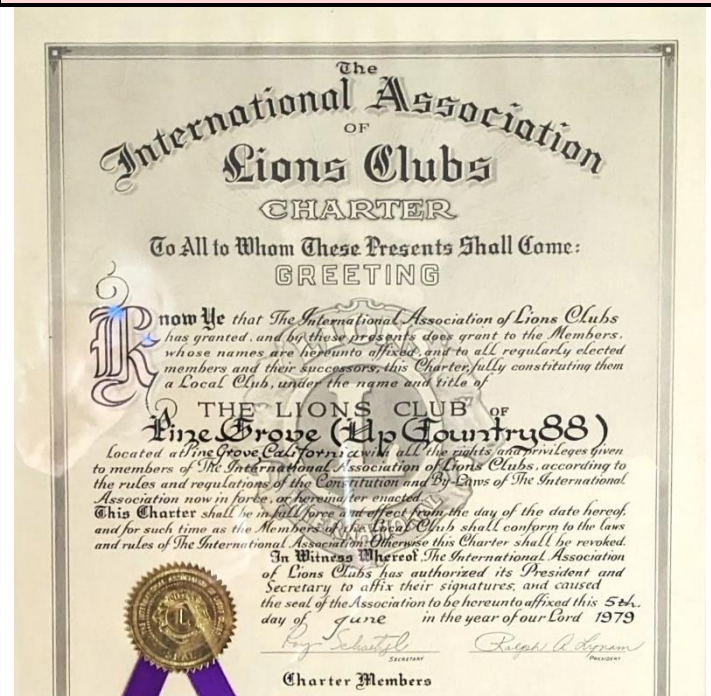 The
International Association
OF
Lions Clubs
CHARTER
To All to Whom These Presents Shall Come:
GREETING
Know Ye that The International Association of Lions Clubs
has granted, and by these presents does grant to the Members,
whose names are hereunto affixed, and to all regularly elected
members and their successors, this Charter, fully constituting them
a Local Club, under the name and title of
THE LIONS CLUB OF
Pine Grove (Up Country 88)
Located at Pine Grove, California with all the rights and privileges given
to members of The International Association of Lions Clubs, according to
the rules and regulations of the Constitution and By-Laws of The International
Association now in force, or hereinafter enacted.
This Charter shall be in full force and effect from the day of the date hereof,
and for such time as the Members of the Local Club shall conform to the laws
and rules of The International Association. Otherwise this Charter shall be revoked.
In Witness Whereof, The International Association
of Lions Clubs has authorized its President and
Secretary to affix their signatures, and caused
the seal of the Association to be hereunto affixed this 5th.
day of June in the year of our Lord 1979
Roy Schaetzl Ralph A Lynam
SECRETARY PRESIDENT
Charter Members
LIONS
L
INTERNATIONAL